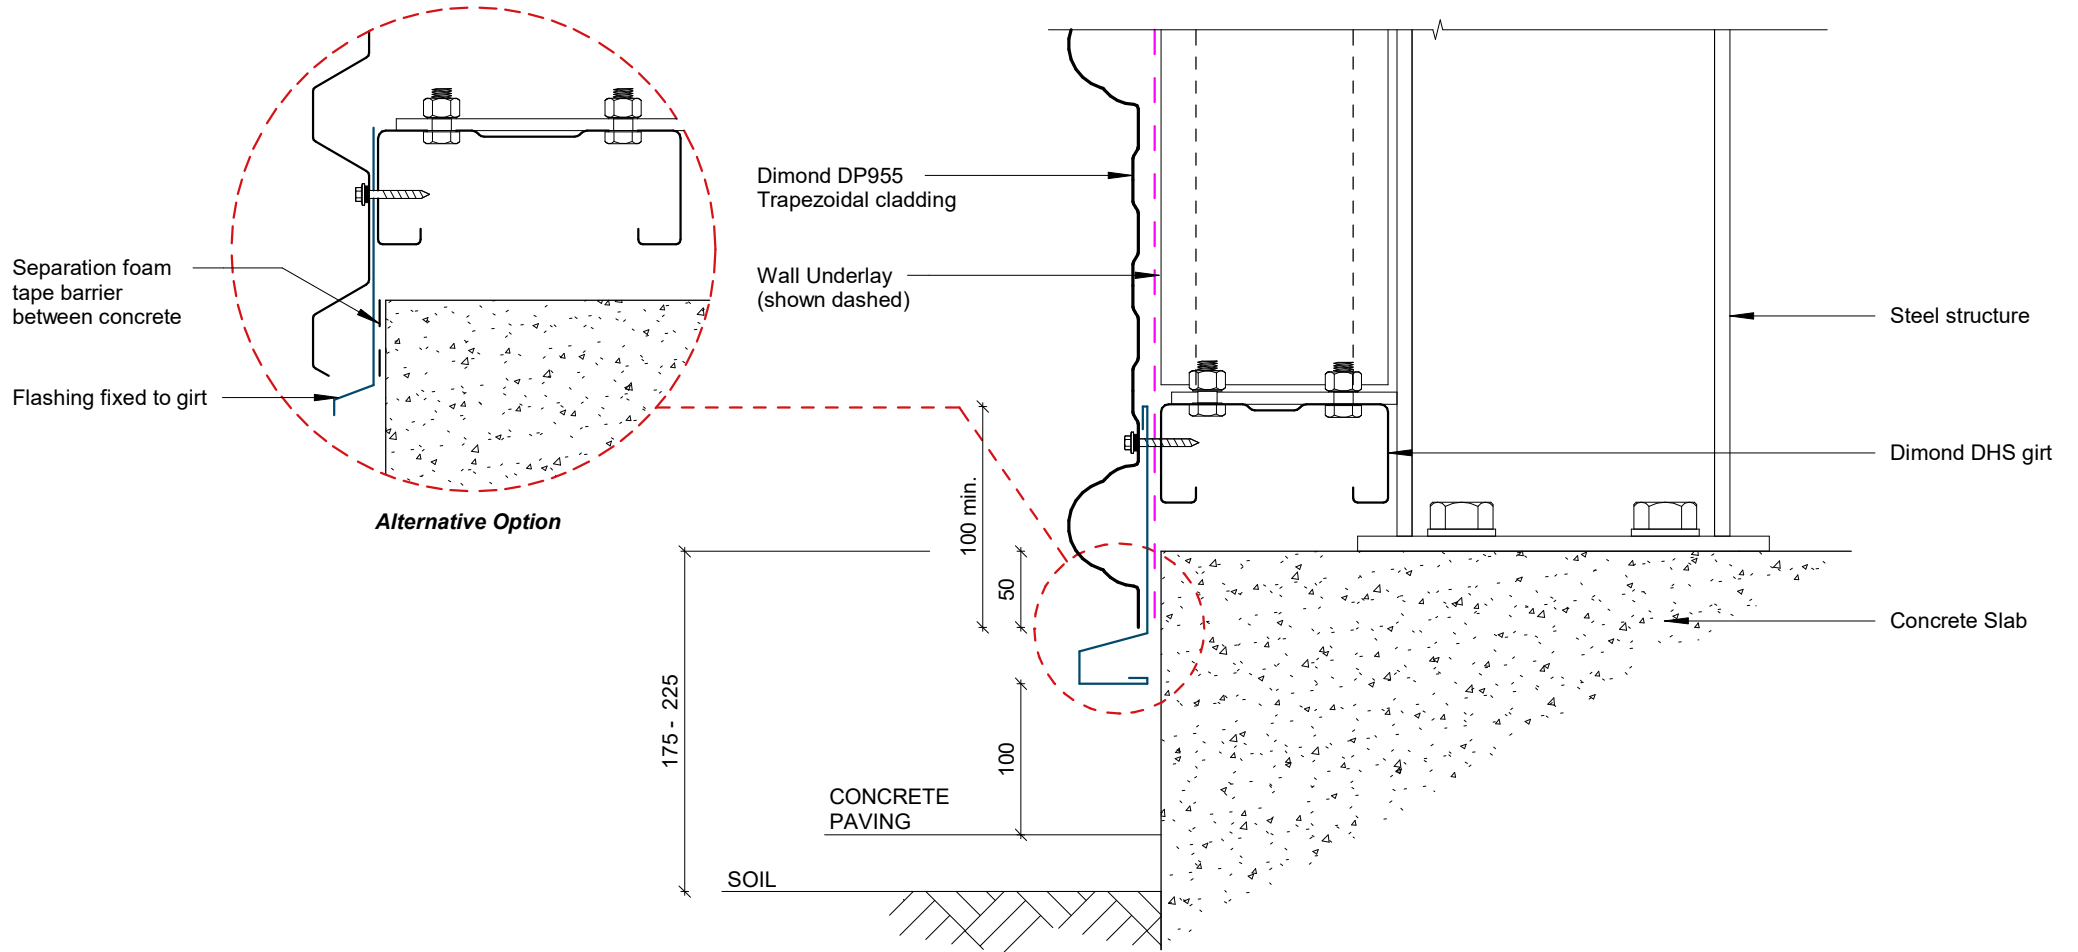 Separation foam
tape barrier
between concrete
Flashing fixed to girt
Alternative Option
Dimond DP955
Trapezoidal cladding
Wall Underlay
(shown dashed)
Steel structure
Dimond DHS girt
Concrete Slab
100 min.
50
175 - 225
100
CONCRETE
PAVING
SOIL